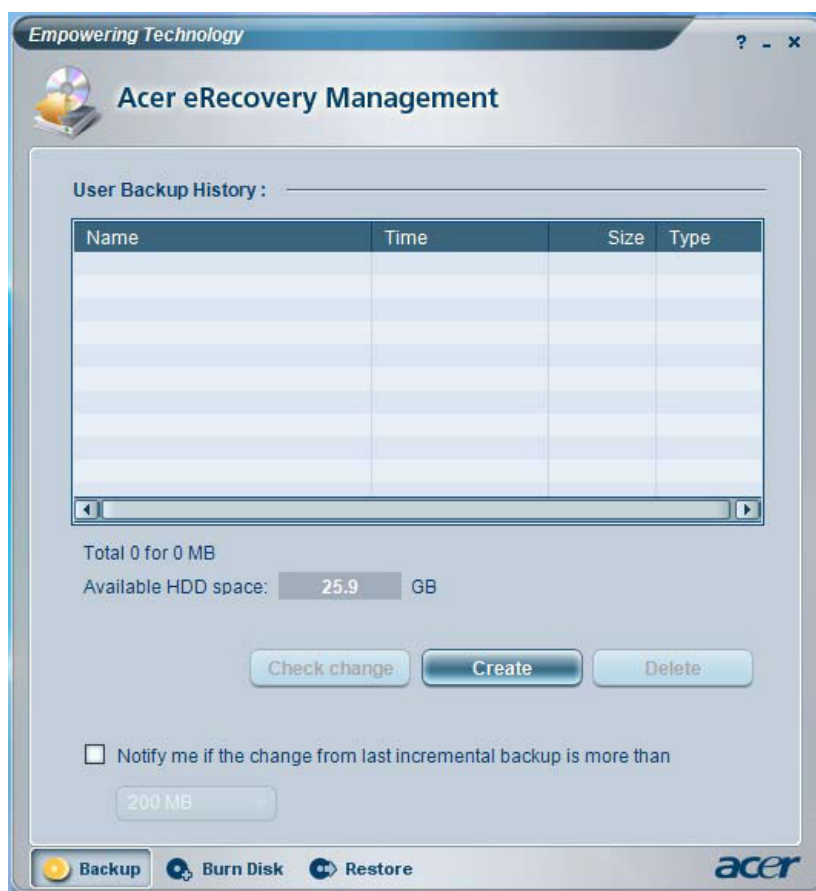 Empowering Technology
? - x
Acer eRecovery Management
User Backup History :
Name Time Size Type
Total 0 for 0 MB
Available HDD space: 25.9 GB
Check change Create Delete
Notify me if the change from last incremental backup is more than
200 MB
Backup Burn Disk Restore acer